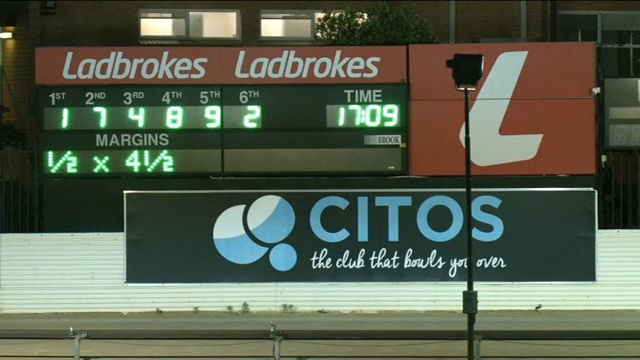 Ladbrokes Ladbrokes
1ST 2ND 3RD 4TH 5TH 6TH TIME
1 7 4 8 9 2 17:09
MARGINS BROOK
1/2 x 4 1/2
L
CITOS
the club that bowls you over